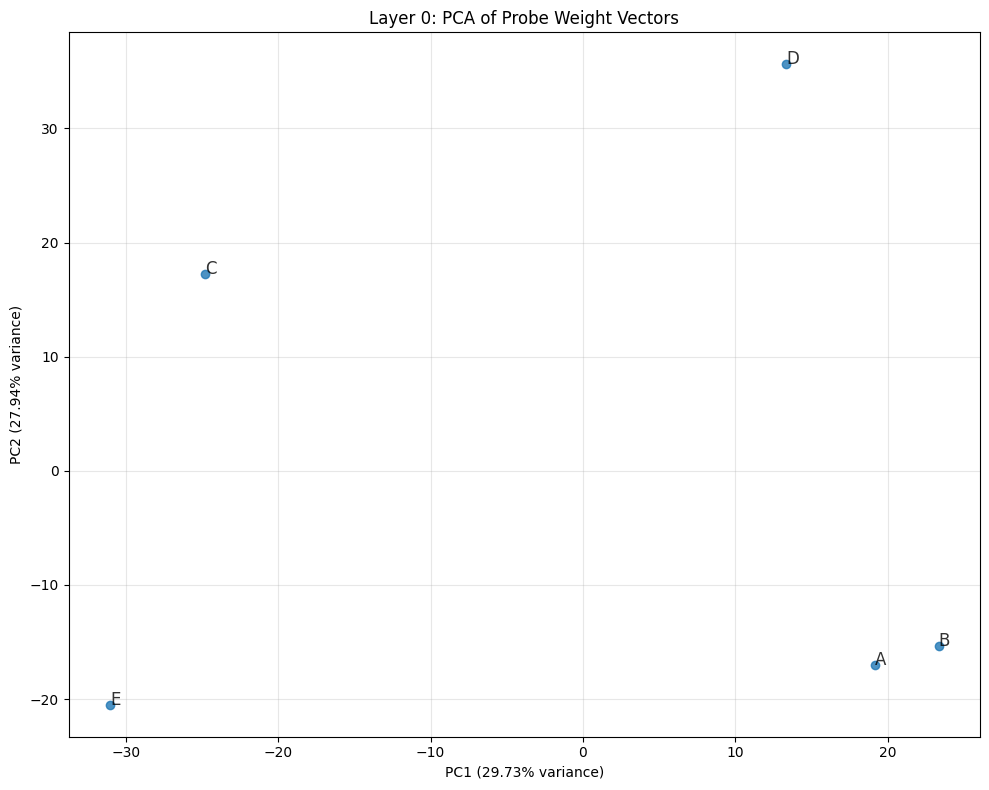 Layer 0: PCA of Probe Weight Vectors
D
30
20
C
10
PC2 (27.94% variance)
0
−10
B
A
−20
E
−30
−20
−10
0
10
20
PC1 (29.73% variance)